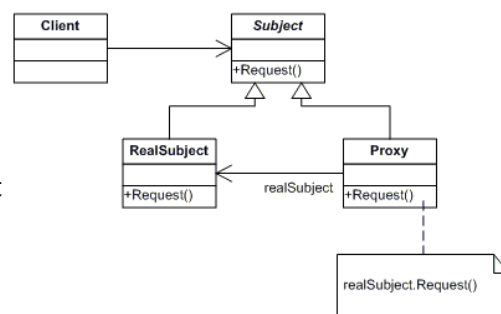 Client
Subject
+Request()
RealSubject
Proxy
+Request()
realSubject
+Request()
realSubject.Request()